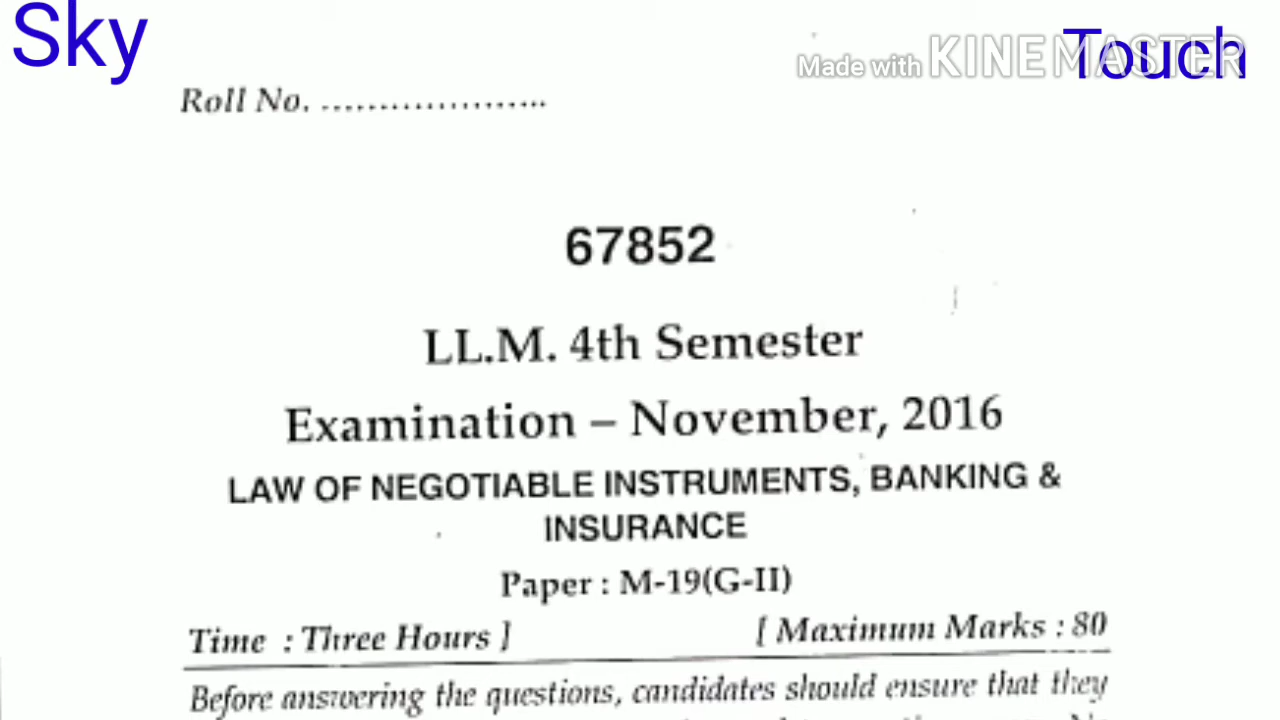 Sky
Touch
Made with KINEMASTER
Roll No. ......................
67852
LL.M. 4th Semester
Examination – November, 2016
LAW OF NEGOTIABLE INSTRUMENTS, BANKING &
INSURANCE
Paper : M-19(G-II)
Time : Three Hours ] [ Maximum Marks : 80
Before answering the questions, candidates should ensure that they